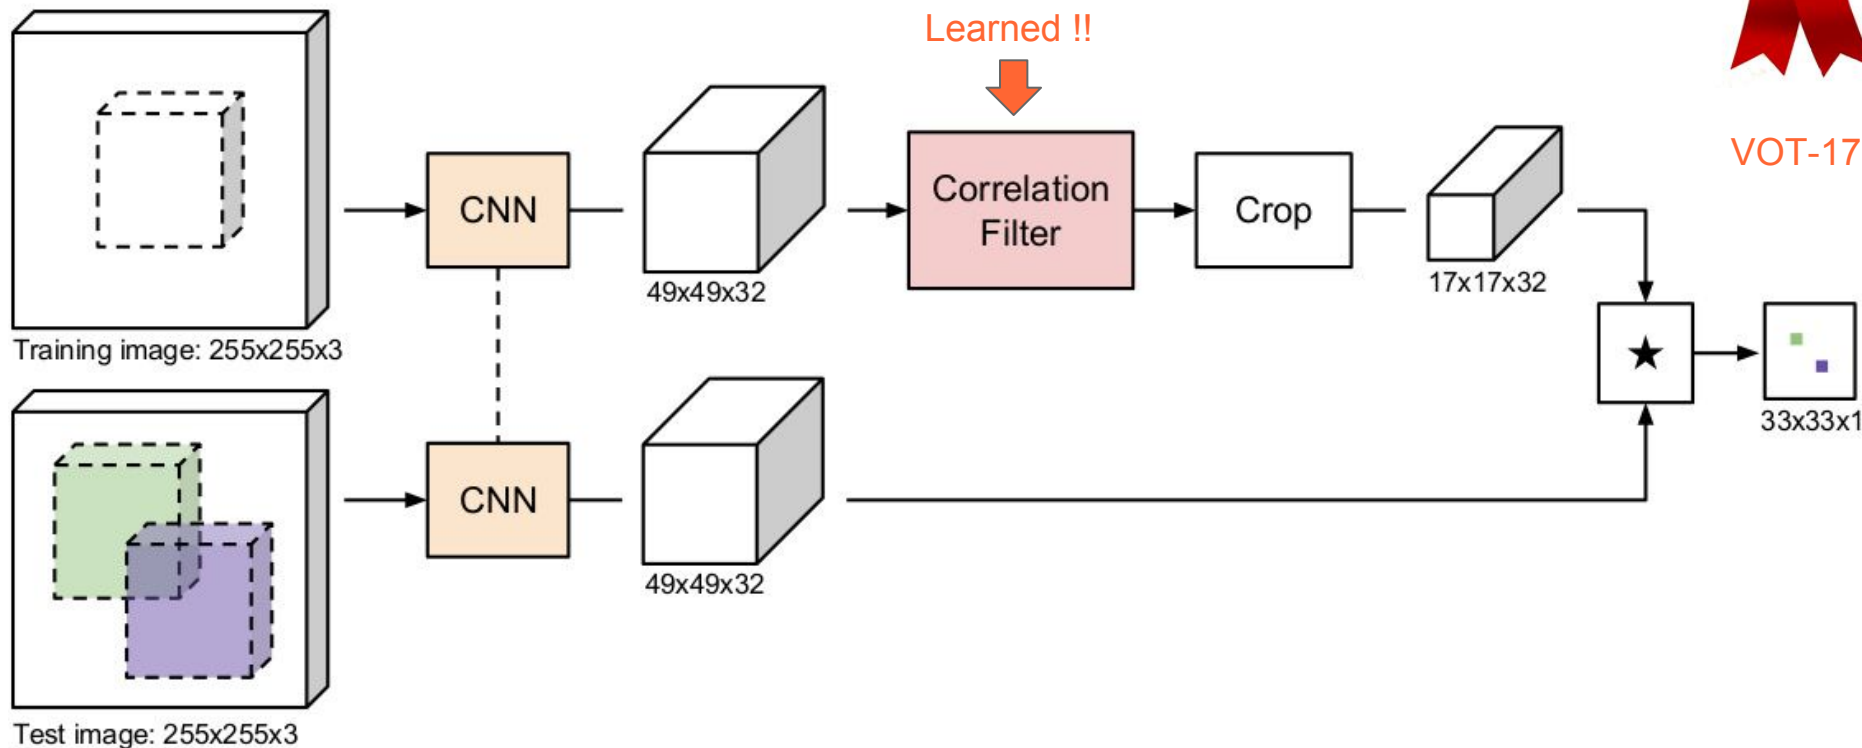 Learned !!
VOT-17
CNN
49x49x32
Correlation
Filter
Crop
17x17x32
Training image: 255x255x3
★
33x33x1
CNN
49x49x32
Test image: 255x255x3